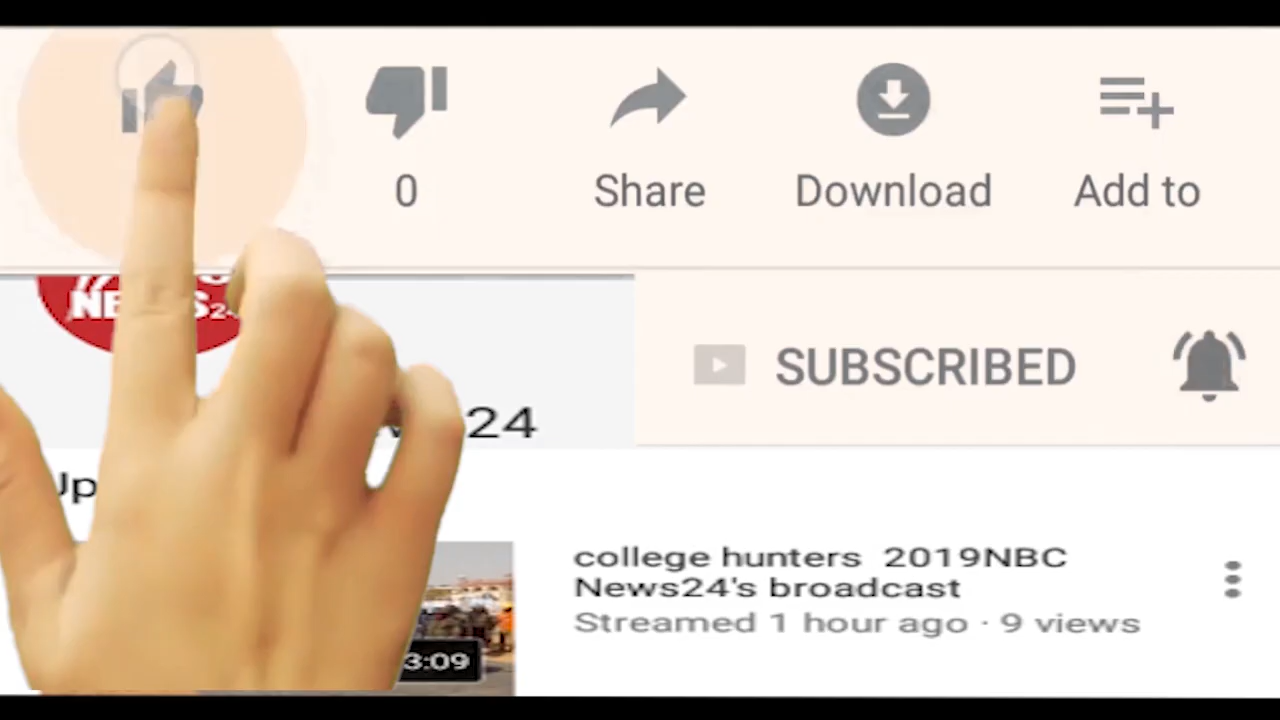 0
Share
Download
Add to
24
SUBSCRIBED
college hunters 2019NBC
News24's broadcast
Streamed 1 hour ago · 9 views
3:09